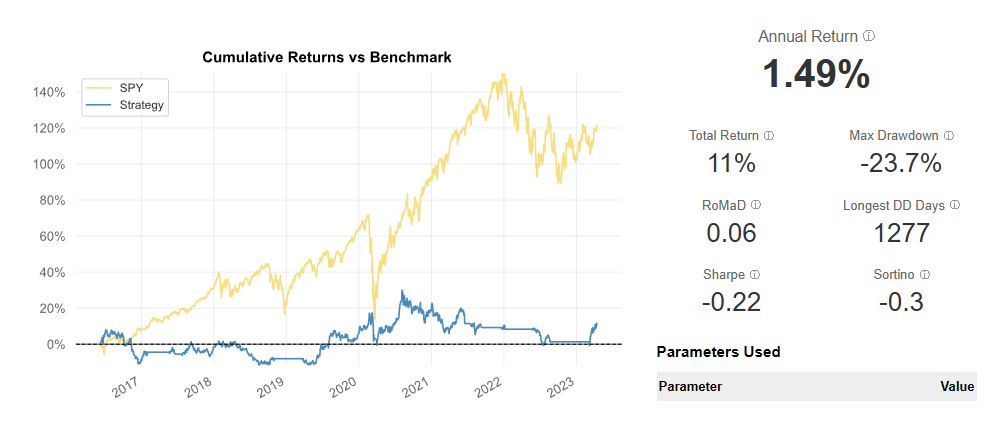 Cumulative Returns vs Benchmark
SPY
Strategy
140%
120%
100%
80%
60%
40%
20%
0%
2017
2018
2019
2020
2021
2022
2023
Annual Return ⓘ
1.49%
Total Return ⓘ
Max Drawdown ⓘ
11%
-23.7%
RoMaD ⓘ
Longest DD Days ⓘ
0.06
1277
Sharpe ⓘ
Sortino ⓘ
-0.22
-0.3
Parameters Used
Parameter
Value